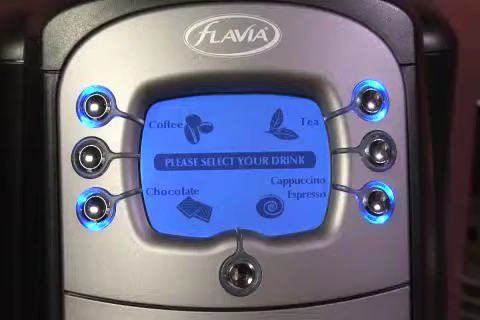 FLAVIA
Coffee
Tea
PLEASE SELECT YOUR DRINK
Chocolate
Cappuccino
Espresso